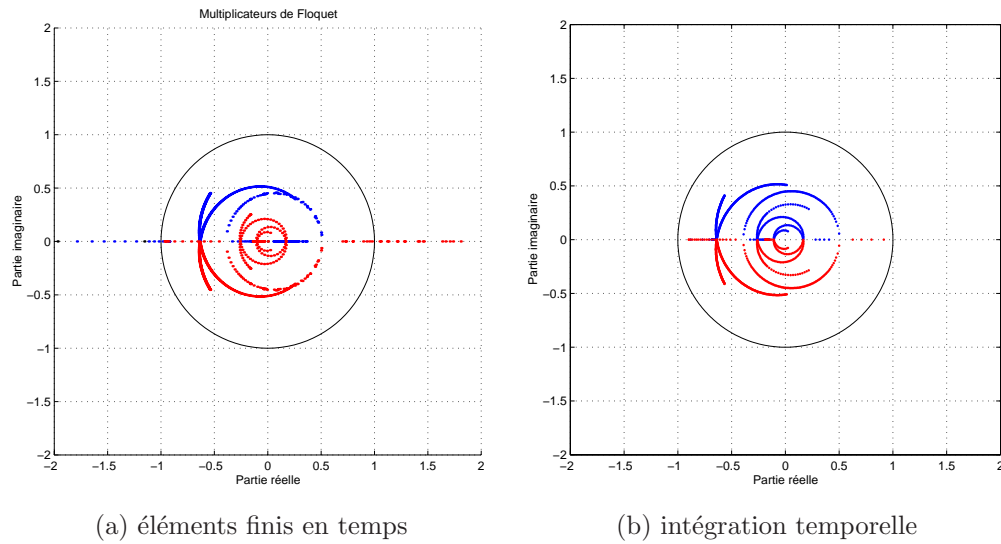 Multiplicateurs de Floquet
2
1.5
1
0.5
0
−0.5
−1
−1.5
−2
Partie imaginaire
−2 −1.5 −1 −0.5 0 0.5 1 1.5 2
Partie réelle
(a) éléments finis en temps
2
1.5
1
0.5
0
−0.5
−1
−1.5
−2
Partie imaginaire
−2 −1.5 −1 −0.5 0 0.5 1 1.5 2
Partie réelle
(b) intégration temporelle